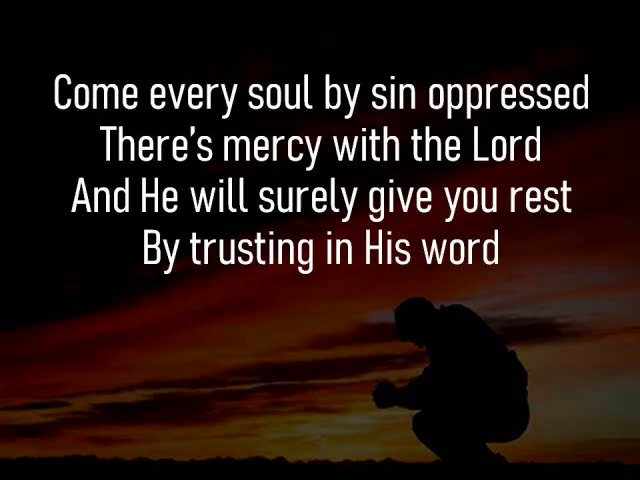 Come every soul by sin oppressed
There's mercy with the Lord
And He will surely give you rest
By trusting in His word